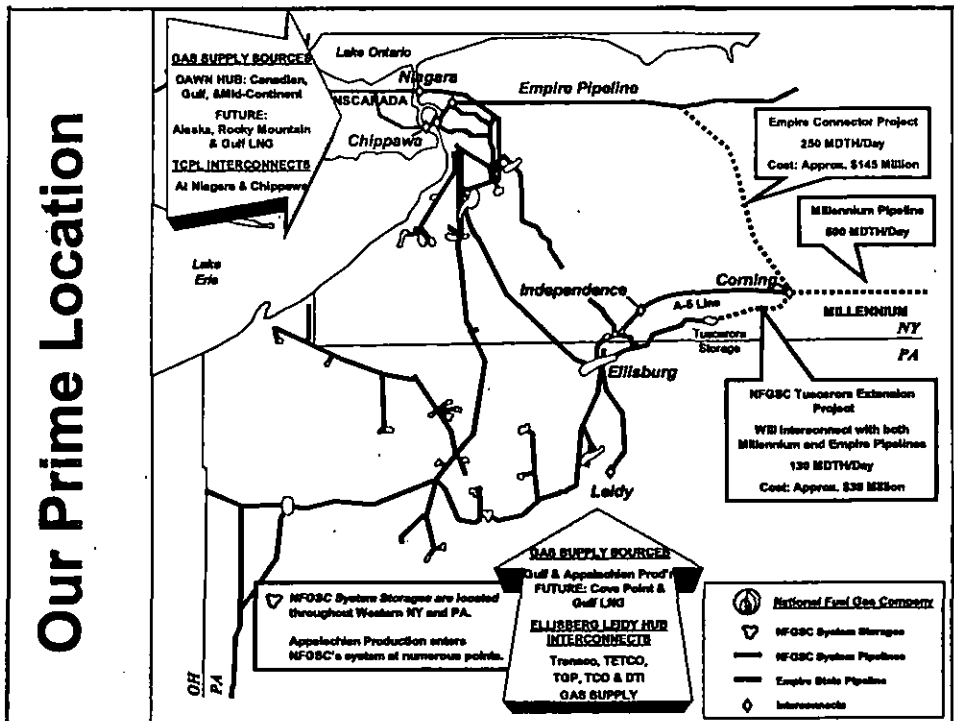 Our Prime Location
GAS SUPPLY SOURCES
DAWN HUB: Canadian,
Gulf, &Mid-Continent
FUTURE:
Alaska, Rocky Mountain
& Gulf LNG
TCPL INTERCONNECTS
At Niagara & Chippawa
Lake Ontario
Niagara
NSCANADA
Chippawa
Empire Pipeline
Empire Connector Project
250 MDTH/Day
Cost: Approx. $145 Million
Millennium Pipeline
500 MDTH/Day
Lake
Erie
Independence
Corning
A-5 Line
MILLENNIUM
NY
PA
Tuscarora
Storage
Ellisburg
NFGSC Tuscarora Extension
Project
Will interconnect with both
Millennium and Empire Pipelines
130 MDTH/Day
Cost: Approx. $38 Million
Leidy
GAS SUPPLY SOURCES
Gulf & Appalachian Prod'n
FUTURE: Cove Point &
Gulf LNG
ELLISBERG LEIDY HUB
INTERCONNECTS
Transco, TETCO,
TGP, TCO & DTI
GAS SUPPLY
NFGSC System Storages are located
throughout Western NY and PA.
Appalachian Production enters
NFGSC's system at numerous points.
OH
PA
National Fuel Gas Company
NFGSC System Storages
NFGSC System Pipelines
Empire State Pipeline
Interconnects